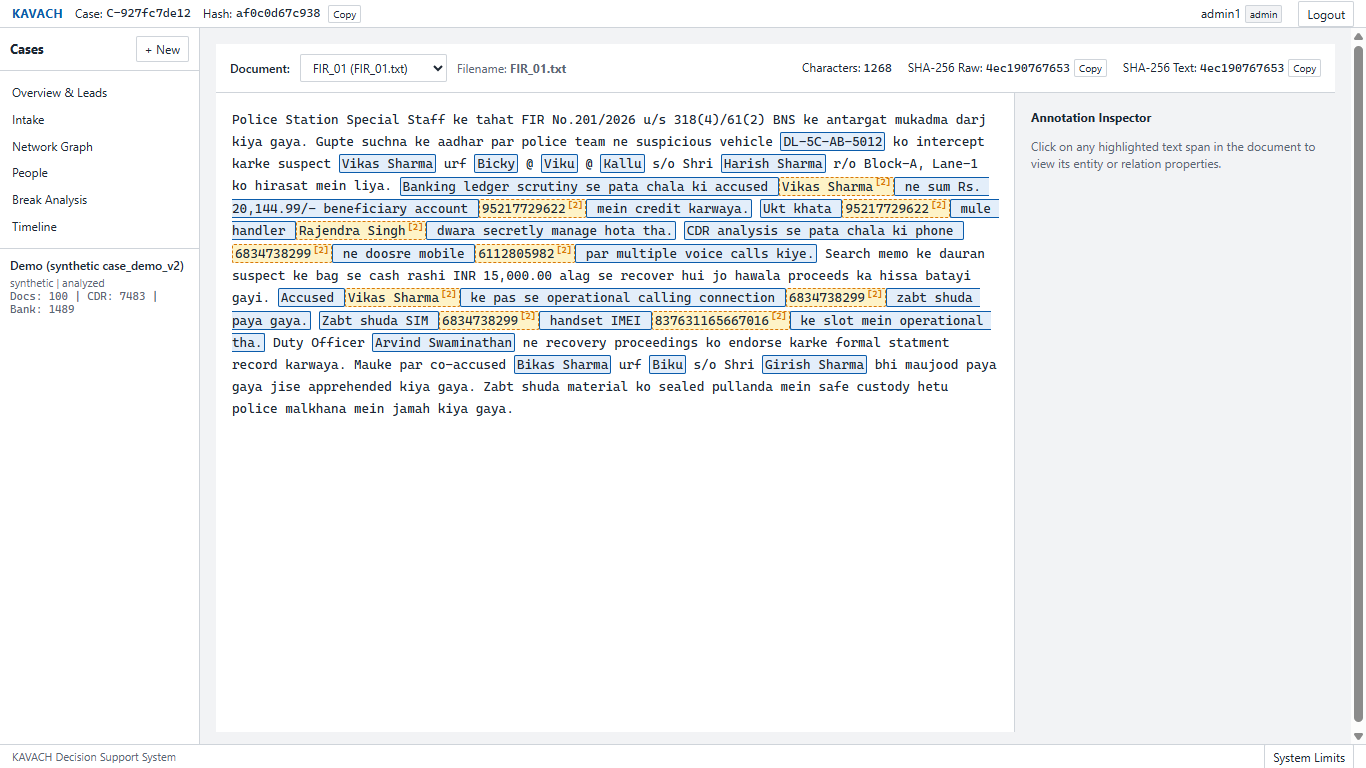 KAVACH Case: C-927fc7de12 Hash: af0c0d67c938 Copy admin1 admin Logout
Cases + New
Overview & Leads
Intake
Network Graph
People
Break Analysis
Timeline
Demo (synthetic case_demo_v2)
synthetic | analyzed
Docs: 100 | CDR: 7483 |
Bank: 1489
Document: FIR_01 (FIR_01.txt) Filename: FIR_01.txt Characters: 1268 SHA-256 Raw: 4ec190767653 Copy SHA-256 Text: 4ec190767653 Copy
Police Station Special Staff ke tahat FIR No.201/2026 u/s 318(4)/61(2) BNS ke antargat mukadma darj
kiya gaya. Gupte suchna ke aadhar par police team ne suspicious vehicle DL-5C-AB-5012 ko intercept
karke suspect Vikas Sharma urf Bicky @ Viku @ Kallu s/o Shri Harish Sharma r/o Block-A, Lane-1
ko hirasat mein liya. Banking ledger scrutiny se pata chala ki accused Vikas Sharma[2] ne sum Rs.
20,144.99/- beneficiary account 95217729622[2] mein credit karwaya. Ukt khata 95217729622[2] mule
handler Rajendra Singh[2] dwara secretly manage hota tha. CDR analysis se pata chala ki phone
6834738299[2] ne doosre mobile 6112805982[2] par multiple voice calls kiye. Search memo ke dauran
suspect ke bag se cash rashi INR 15,000.00 alag se recover hui jo hawala proceeds ka hissa batayi
gayi. Accused Vikas Sharma[2] ke pas se operational calling connection 6834738299[2] zabt shuda
paya gaya. Zabt shuda SIM 6834738299[2] handset IMEI 837631165667016[2] ke slot mein operational
tha. Duty Officer Arvind Swaminathan ne recovery proceedings ko endorse karke formal statment
record karwaya. Mauke par co-accused Bikas Sharma urf Biku s/o Shri Girish Sharma bhi maujood paya
gaya jise apprehended kiya gaya. Zabt shuda material ko sealed pullanda mein safe custody hetu
police malkhana mein jamah kiya gaya.
Annotation Inspector
Click on any highlighted text span in the document to
view its entity or relation properties.
KAVACH Decision Support System System Limits